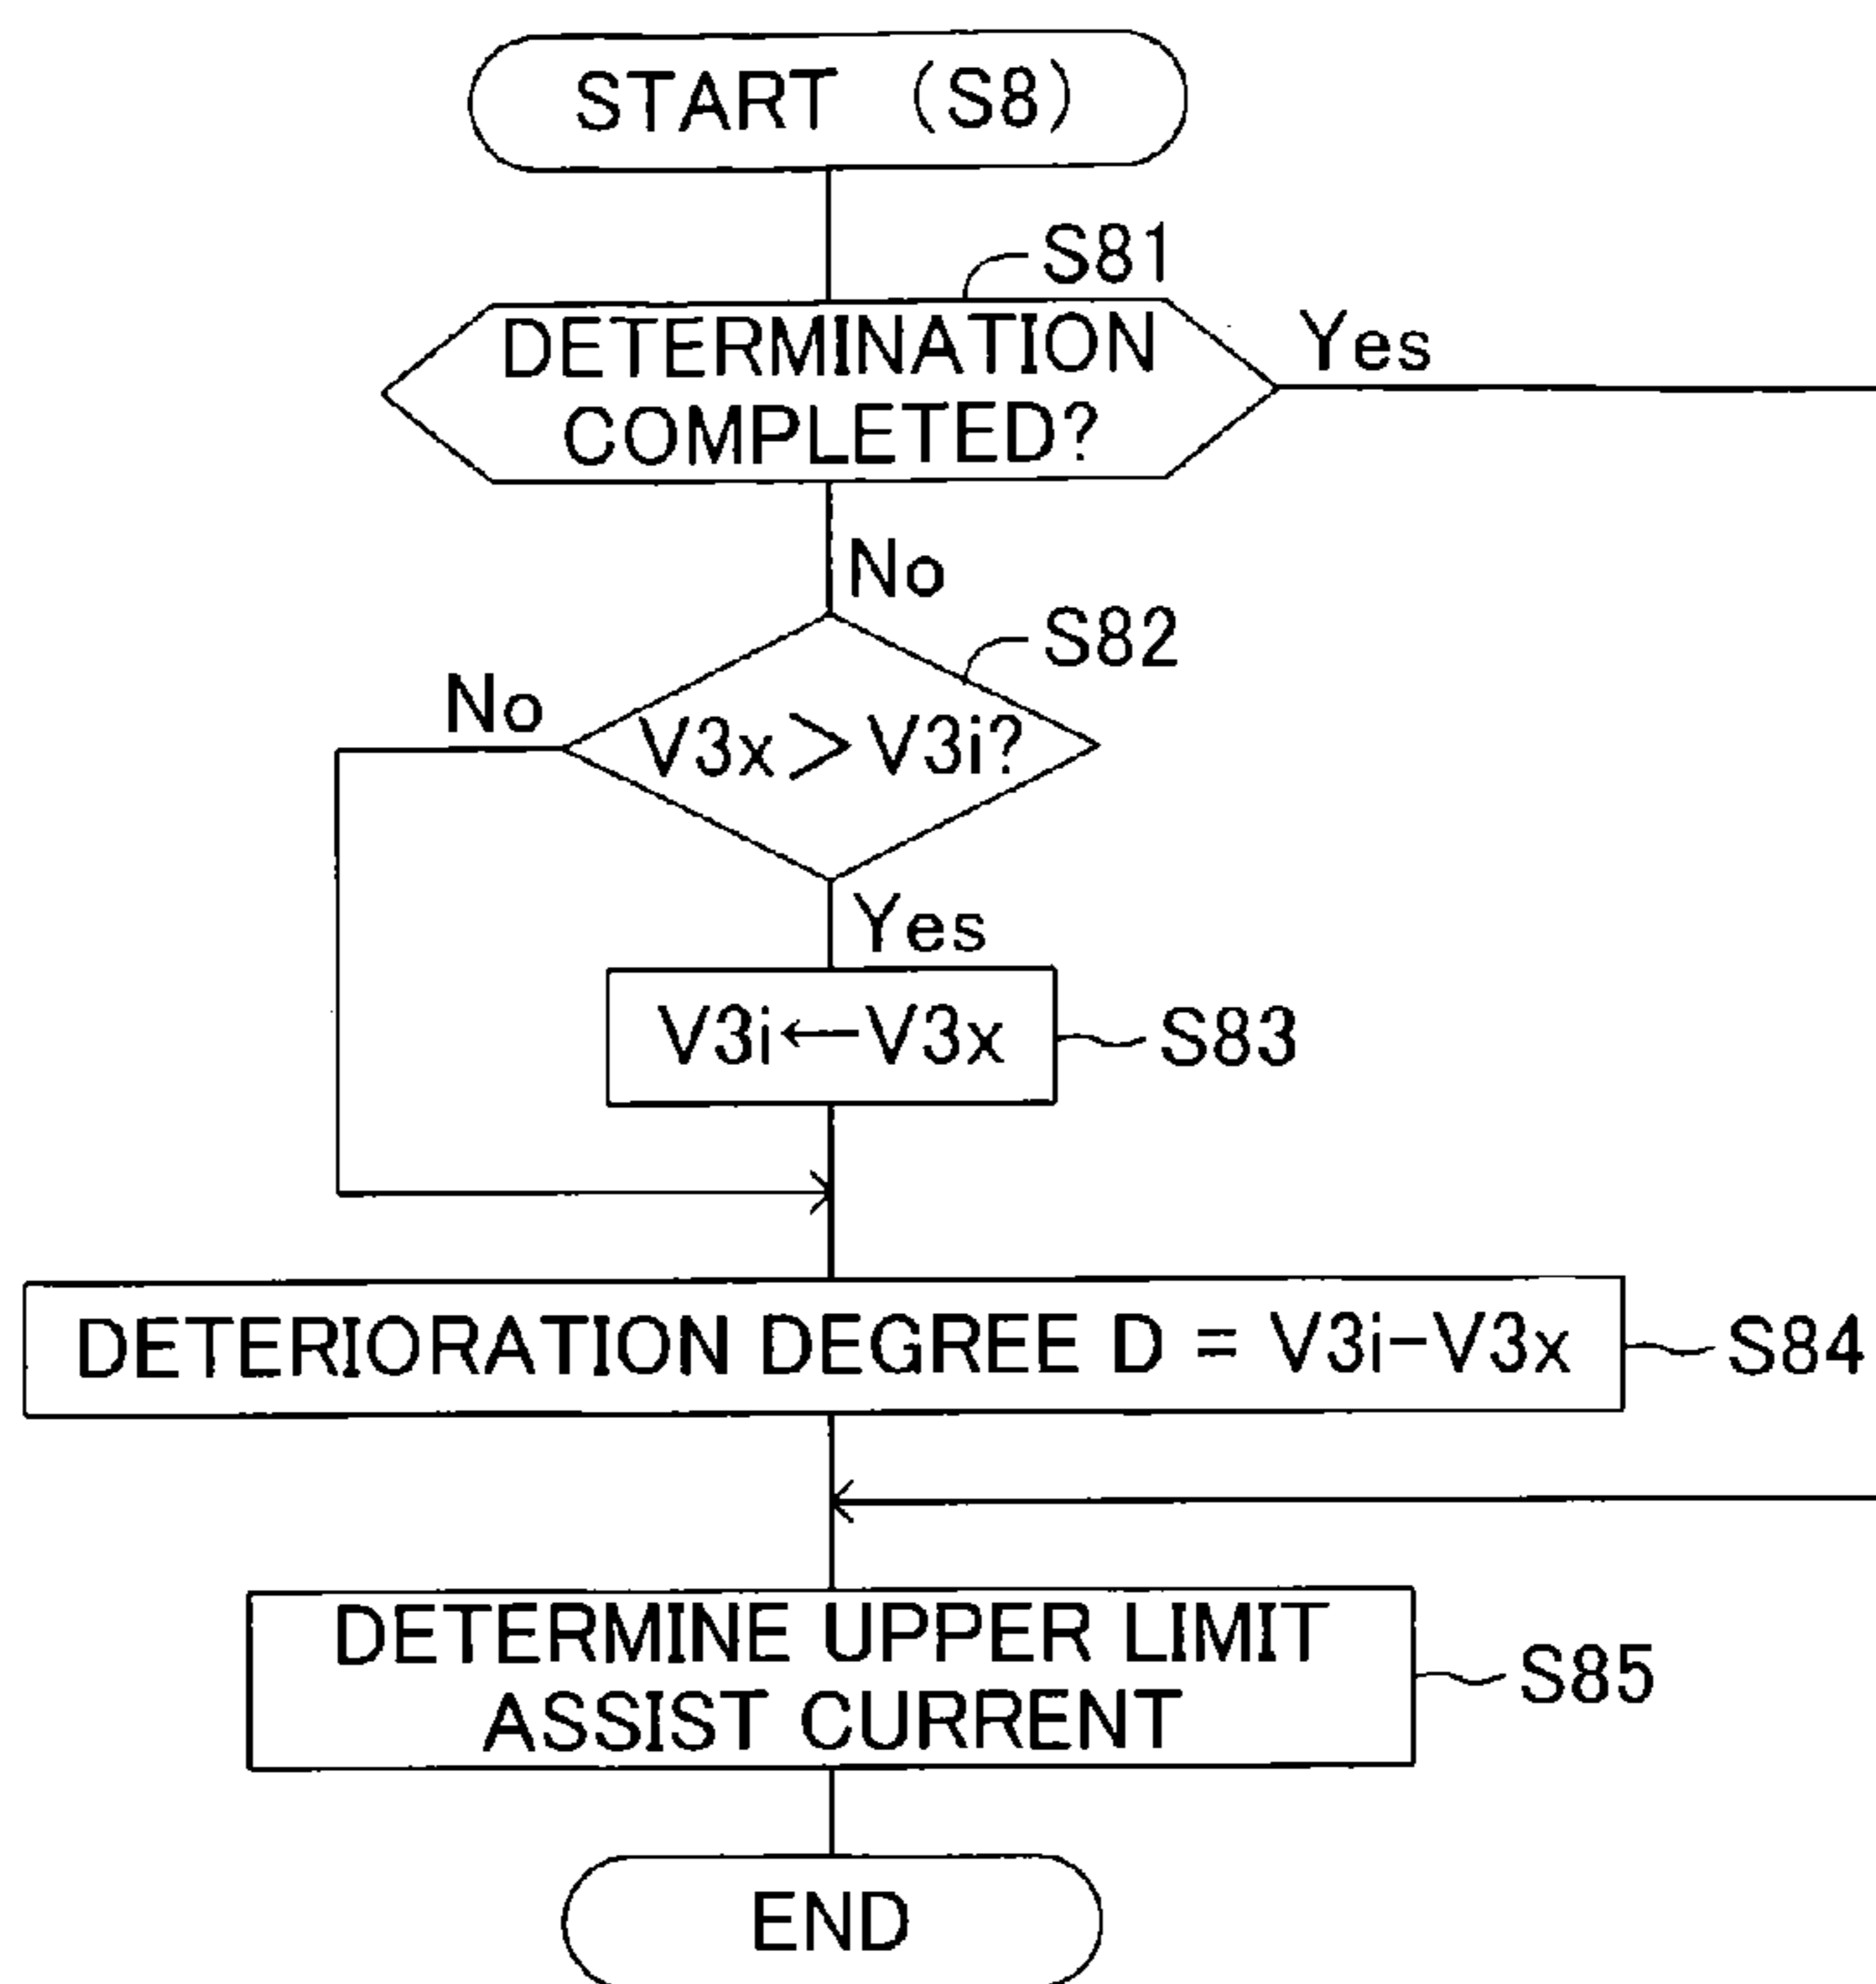 START (S8)
S81
DETERMINATION
COMPLETED?
Yes
No
S82
No
V3x>V3i?
Yes
V3i←V3x
S83
DETERIORATION DEGREE D = V3i-V3x
S84
DETERMINE UPPER LIMIT
ASSIST CURRENT
S85
END